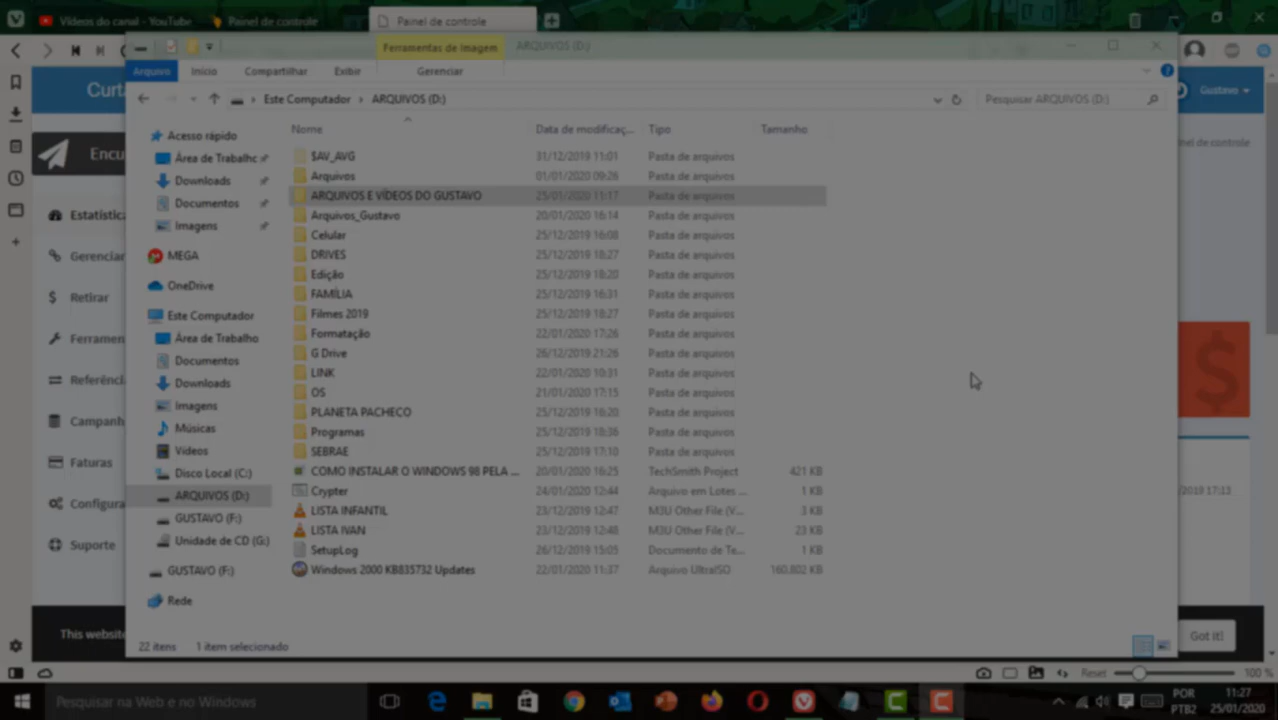 Vídeos do canal - YouTube
Painel de controle
Painel de controle
Ferramentas de Imagem
ARQUIVOS (D:)
Arquivo
Início
Compartilhar
Exibir
Gerenciar
Este Computador
ARQUIVOS (D:)
Pesquisar ARQUIVOS (D:)
Gustavo
Nome
Data de modificaç...
Tipo
Tamanho
$AV_AVG 31/12/2019 11:01 Pasta de arquivos
Arquivos 01/01/2020 09:26 Pasta de arquivos
ARQUIVOS E VÍDEOS DO GUSTAVO 25/01/2020 11:17 Pasta de arquivos
Arquivos_Gustavo 20/01/2020 16:14 Pasta de arquivos
Celular 25/12/2019 16:08 Pasta de arquivos
DRIVES 25/12/2019 18:27 Pasta de arquivos
Edição 25/12/2019 18:20 Pasta de arquivos
FAMÍLIA 25/12/2019 16:31 Pasta de arquivos
Filmes 2019 25/12/2019 18:27 Pasta de arquivos
Formatação 22/01/2020 17:26 Pasta de arquivos
G Drive 26/12/2019 21:26 Pasta de arquivos
LINK 22/01/2020 10:31 Pasta de arquivos
OS 21/01/2020 17:15 Pasta de arquivos
PLANETA PACHECO 25/12/2019 18:20 Pasta de arquivos
Programas 25/12/2019 18:36 Pasta de arquivos
SEBRAE 25/12/2019 17:10 Pasta de arquivos
COMO INSTALAR O WINDOWS 98 PELA ... 20/01/2020 16:25 TechSmith Project 421 KB
Crypter 24/01/2020 12:44 Arquivo em Lotes ... 1 KB
LISTA INFANTIL 23/12/2019 12:47 M3U Other File (V... 3 KB
LISTA IVAN 23/12/2019 12:48 M3U Other File (V... 23 KB
SetupLog 26/12/2019 15:05 Documento de Te... 1 KB
Windows 2000 KB835732 Updates 22/01/2020 11:37 Arquivo UltraISO 160.802 KB
Acesso rápido
Área de Trabalho
Downloads
Documentos
Imagens
MEGA
OneDrive
Este Computador
Área de Trabalho
Documentos
Downloads
Imagens
Músicas
Vídeos
Disco Local (C:)
ARQUIVOS (D:)
GUSTAVO (F:)
Unidade de CD (G:)
GUSTAVO (F:)
Rede
22 itens 1 item selecionado
Curta
Encu
Estatística
Gerenciar
Retirar
Ferramen
Referênci
Campanh
Faturas
Configura
Suporte
nel de controle
/2019 17:13
This website
Got it!
Reset
100 %
Pesquisar na Web e no Windows
POR
PTB2
11:27
25/01/2020